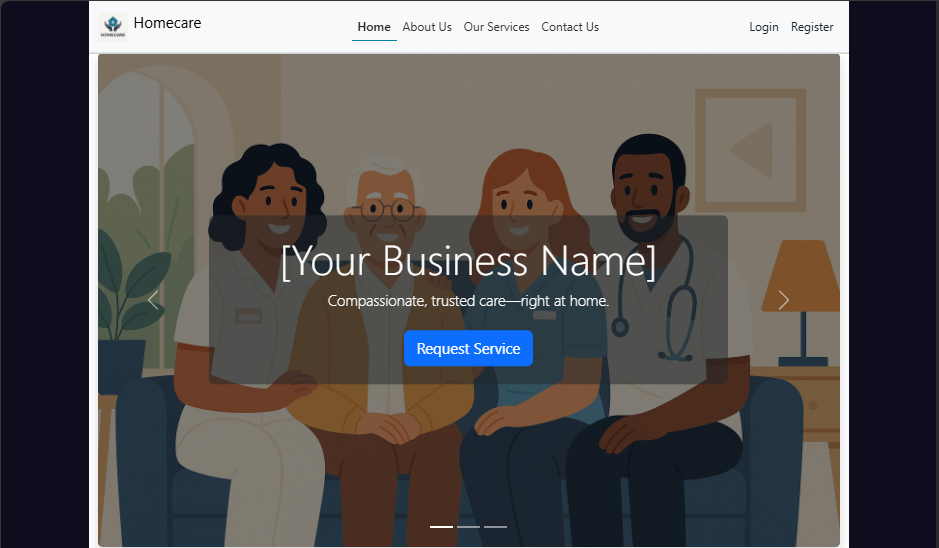 HOMECARE
Homecare
Home
About Us
Our Services
Contact Us
Login
Register
[Your Business Name]
Compassionate, trusted care—right at home.
Request Service